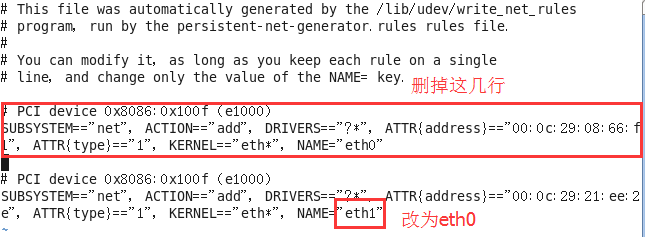 # This file was automatically generated by the /lib/udev/write_net_rules
# program, run by the persistent-net-generator.rules rules file.
#
# You can modify it, as long as you keep each rule on a single
# line, and change only the value of the NAME= key.
删掉这几行
# PCI device 0x8086:0x100f (e1000)
SUBSYSTEM=="net", ACTION=="add", DRIVERS=="?*", ATTR{address}=="00:0c:29:08:66:f
1", ATTR{type}=="1", KERNEL=="eth*", NAME="eth0"
# PCI device 0x8086:0x100f (e1000)
SUBSYSTEM=="net", ACTION=="add", DRIVERS=="?*", ATTR{address}=="00:0c:29:21:ee:2
e", ATTR{type}=="1", KERNEL=="eth*", NAME="eth1"
改为eth0
~